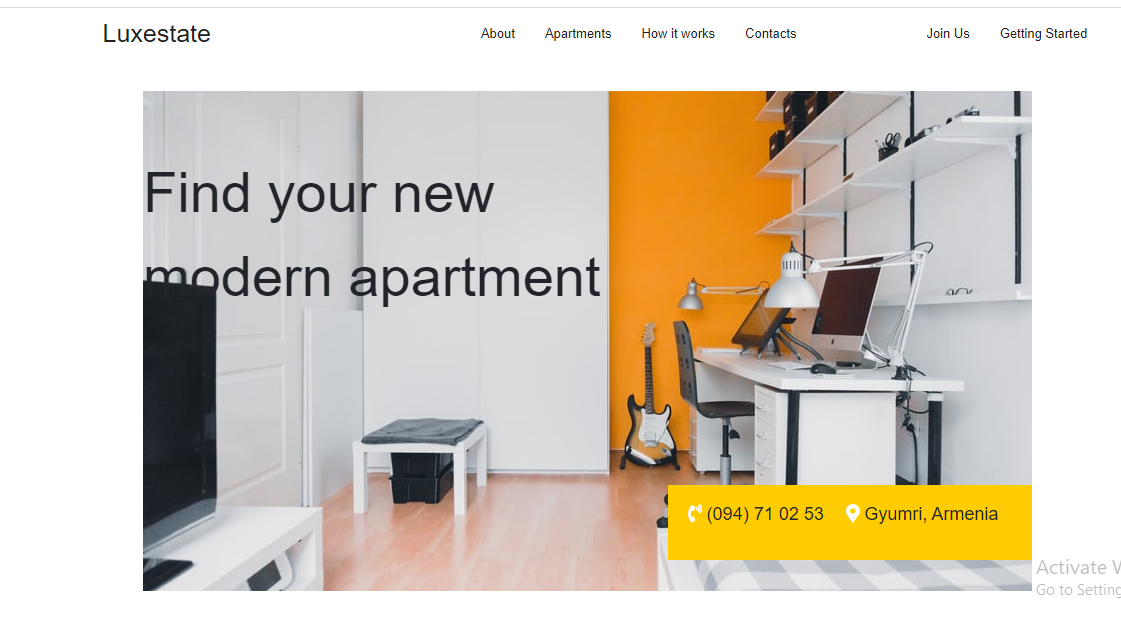 Luxestate
About Apartments How it works Contacts Join Us Getting Started
Find your new
modern apartment
(094) 71 02 53 Gyumri, Armenia
Activate
Go to Setting